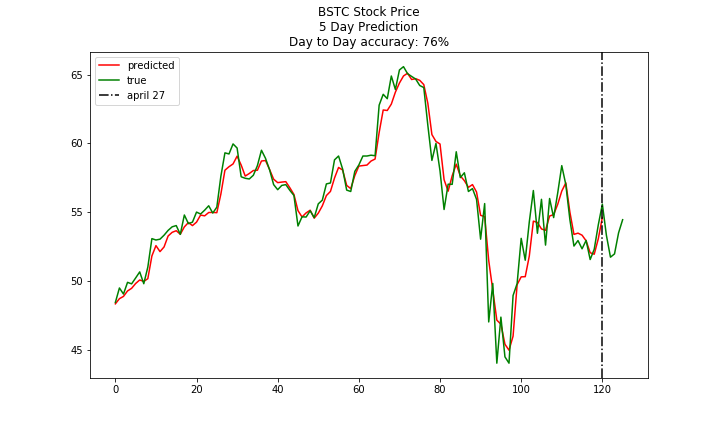 BSTC Stock Price
5 Day Prediction
Day to Day accuracy: 76%
predicted
true
april 27
65
60
55
50
45
0
20
40
60
80
100
120